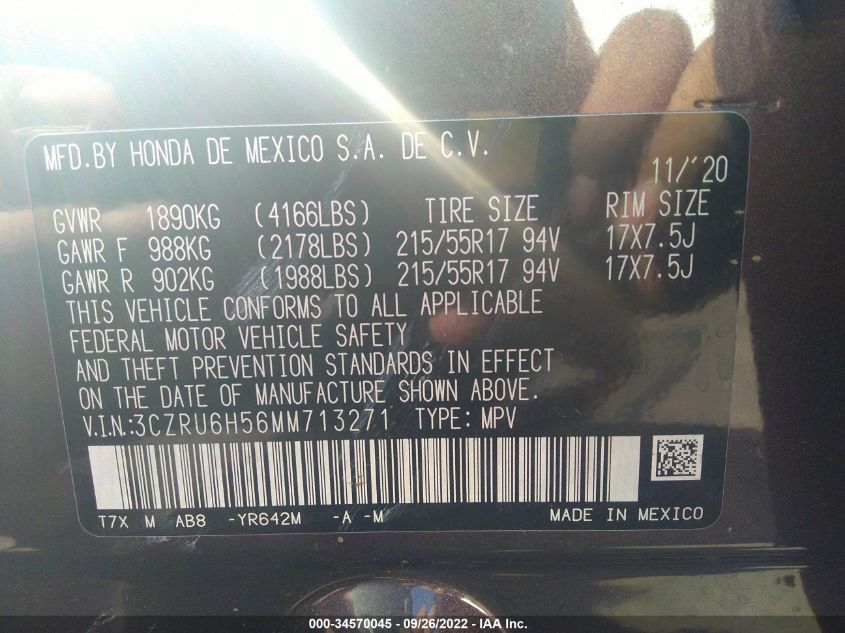 MFD.BY HONDA DE MEXICO S.A. DE C.V.
11/'20
GVWR 1890KG (4166LBS) TIRE SIZE RIM SIZE
GAWR F 988KG (2178LBS) 215/55R17 94V 17X7.5J
GAWR R 902KG (1988LBS) 215/55R17 94V 17X7.5J
THIS VEHICLE CONFORMS TO ALL APPLICABLE
FEDERAL MOTOR VEHICLE SAFETY
AND THEFT PREVENTION STANDARDS IN EFFECT
ON THE DATE OF MANUFACTURE SHOWN ABOVE.
V.I.N.:3CZRU6H56MM713271 TYPE: MPV
T7X M AB8 -YR642M -A -M MADE IN MEXICO
000-34570045 - 09/26/2022 - IAA Inc.